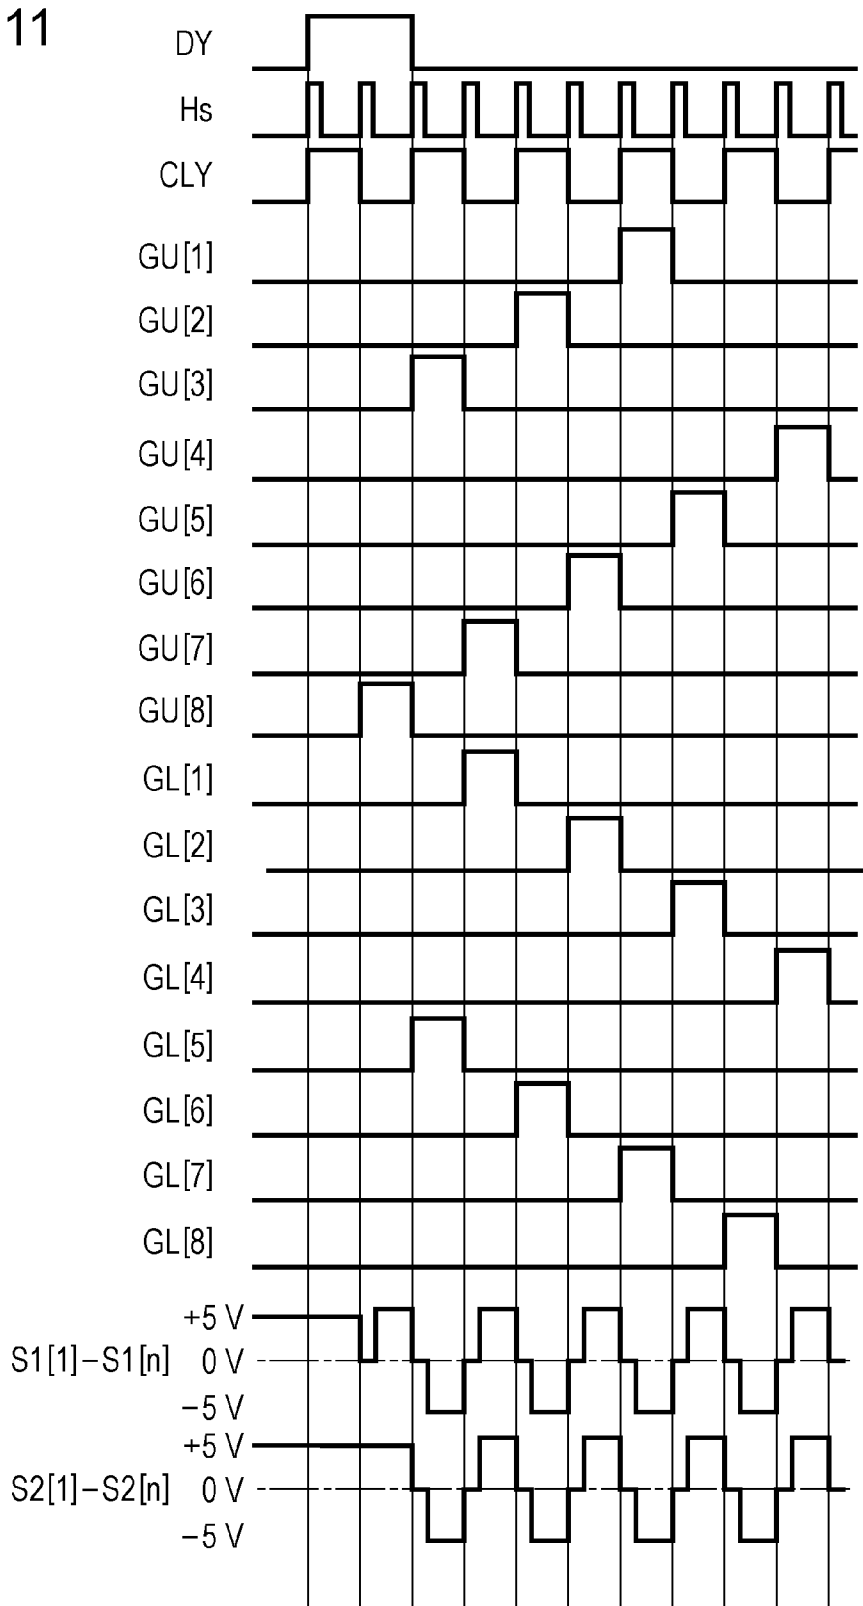 11
DY
Hs
CLY
GU[1]
GU[2]
GU[3]
GU[4]
GU[5]
GU[6]
GU[7]
GU[8]
GL[1]
GL[2]
GL[3]
GL[4]
GL[5]
GL[6]
GL[7]
GL[8]
+5 V
S1[1]–S1[n] 0 V
–5 V
+5 V
S2[1]–S2[n] 0 V
–5 V